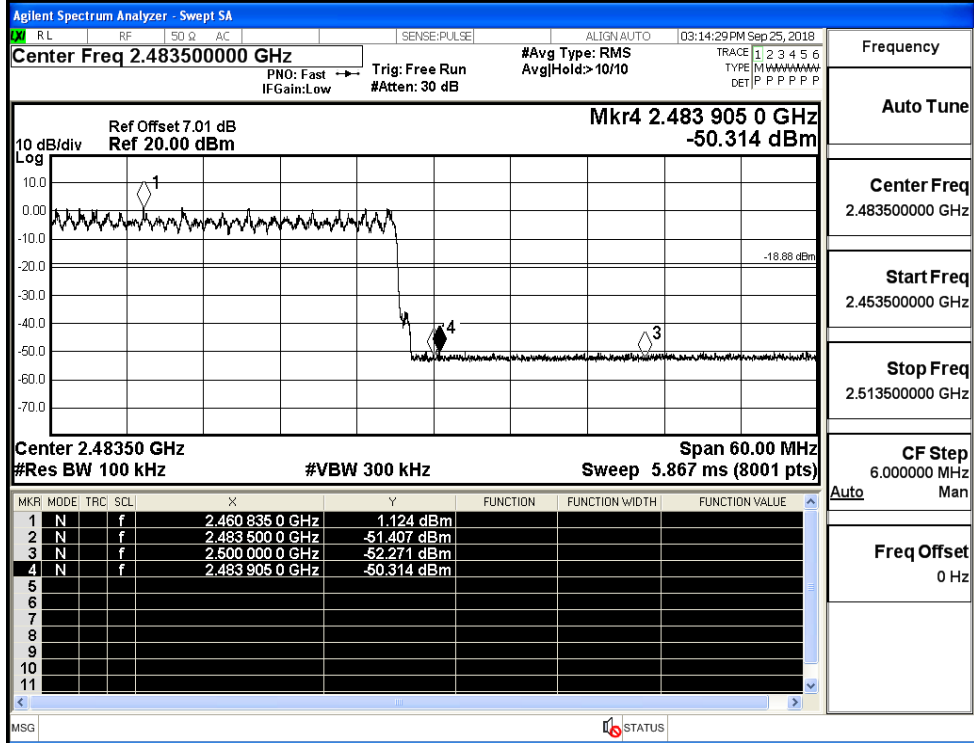 Agilent Spectrum Analyzer - Swept SA
LXI RL RF 50 Ω AC SENSE:PULSE ALIGN AUTO 03:14:29 PM Sep 25, 2018
Center Freq 2.483500000 GHz
PNO: Fast
IFGain:Low
Trig: Free Run
#Atten: 30 dB
#Avg Type: RMS
Avg|Hold:> 10/10
TRACE 1 2 3 4 5 6
TYPE M WWWWW
DET P P P P P P
Ref Offset 7.01 dB
Ref 20.00 dBm
10 dB/div
Log
Mkr4 2.483 905 0 GHz
-50.314 dBm
10.0
0.00
-10.0
-20.0
-30.0
-40.0
-50.0
-60.0
-70.0
1
-18.88 dBm
4
3
Center 2.48350 GHz
Span 60.00 MHz
#Res BW 100 kHz
#VBW 300 kHz
Sweep 5.867 ms (8001 pts)
MKR MODE TRC SCL X Y FUNCTION FUNCTION WIDTH FUNCTION VALUE
1 N f 2.460 835 0 GHz 1.124 dBm
2 N f 2.483 500 0 GHz -51.407 dBm
3 N f 2.500 000 0 GHz -52.271 dBm
4 N f 2.483 905 0 GHz -50.314 dBm
5
6
7
8
9
10
11
MSG
STATUS
Frequency
Auto Tune
Center Freq
2.483500000 GHz
Start Freq
2.453500000 GHz
Stop Freq
2.513500000 GHz
CF Step
6.000000 MHz
Auto Man
Freq Offset
0 Hz